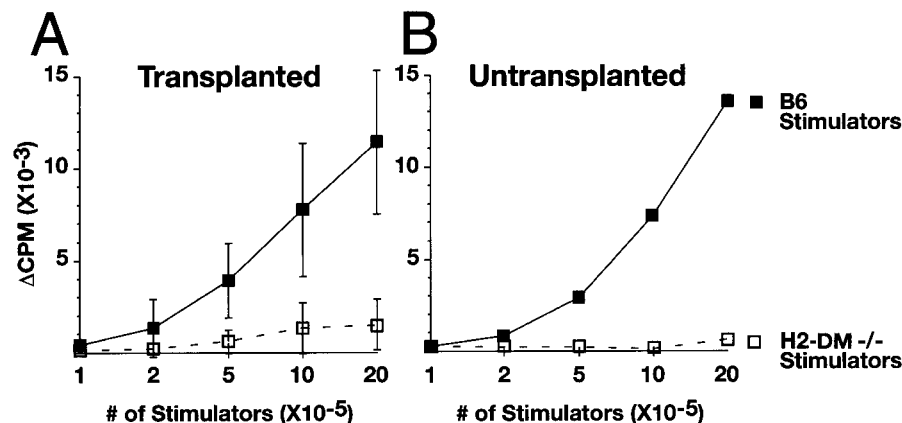 A
B
Transplanted
Untransplanted
15
10
5
ΔCPM (X10-3)
1 2 5 10 20
# of Stimulators (X10-5)
15
10
5
1 2 5 10 20
# of Stimulators (X10-5)
B6
Stimulators
H2-DM -/-
Stimulators